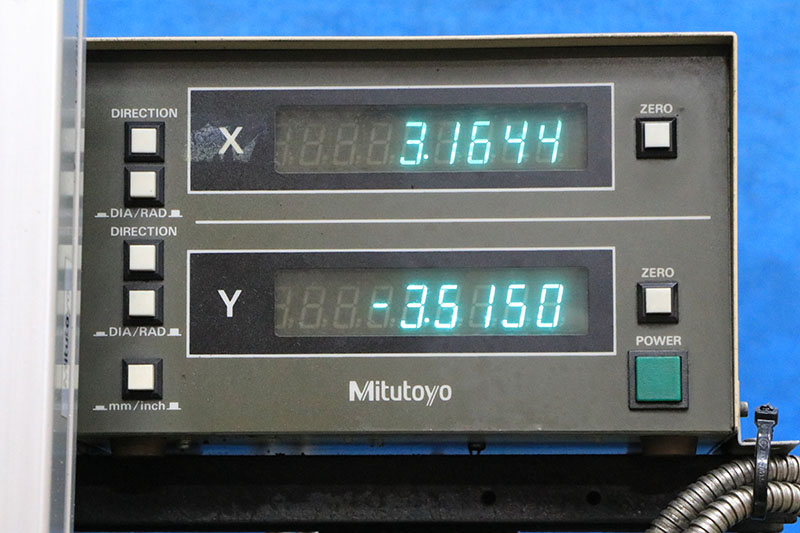 DIRECTION
X
3.1644
ZERO
DIA/RAD
DIRECTION
Y
-3.5150
ZERO
DIA/RAD
POWER
mm/inch
Mitutoyo